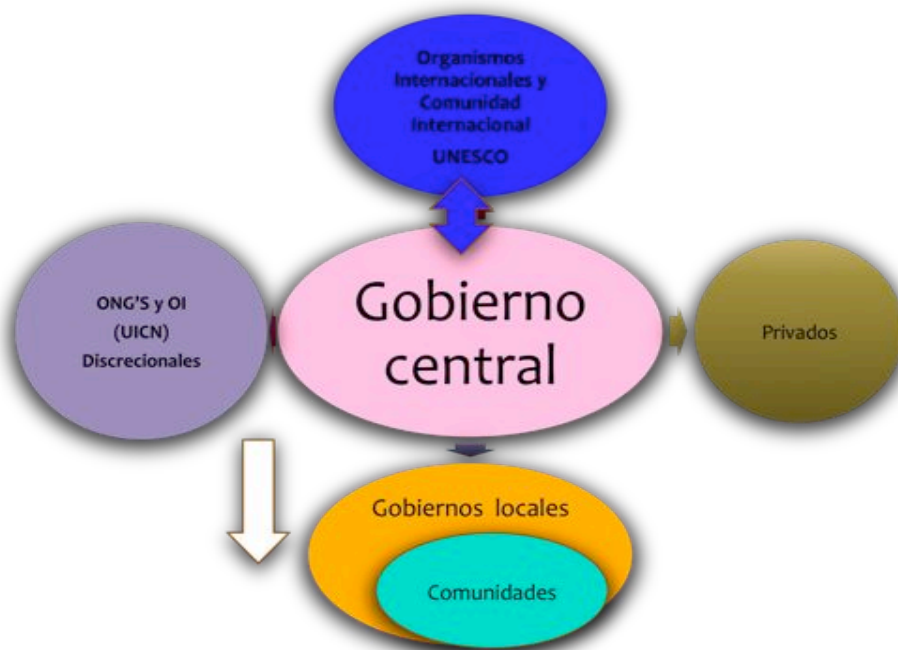 Organismos
Internacionales y
Comunidad
Internacional
UNESCO
ONG'S y OI
(UICN)
Discrecionales
Gobierno
central
Privados
Gobiernos locales
Comunidades